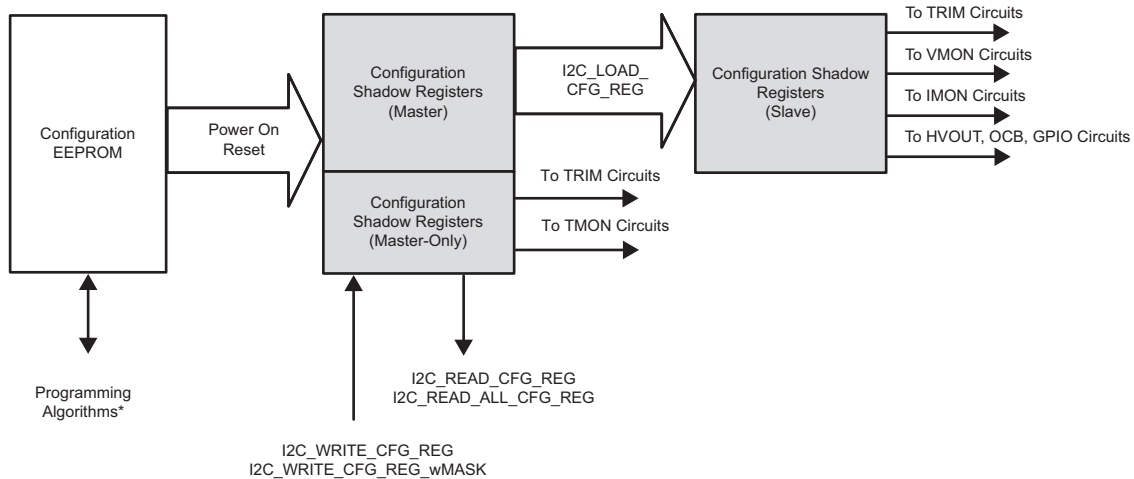 Configuration
EEPROM
Power On
Reset
Configuration
Shadow Registers
(Master)
Configuration
Shadow Registers
(Master-Only)
I2C_LOAD_
CFG_REG
Configuration Shadow
Registers
(Slave)
To TRIM Circuits
To VMON Circuits
To IMON Circuits
To HVOUT, OCB, GPIO Circuits
To TRIM Circuits
To TMON Circuits
Programming
Algorithms*
I2C_READ_CFG_REG
I2C_READ_ALL_CFG_REG
I2C_WRITE_CFG_REG
I2C_WRITE_CFG_REG_wMASK